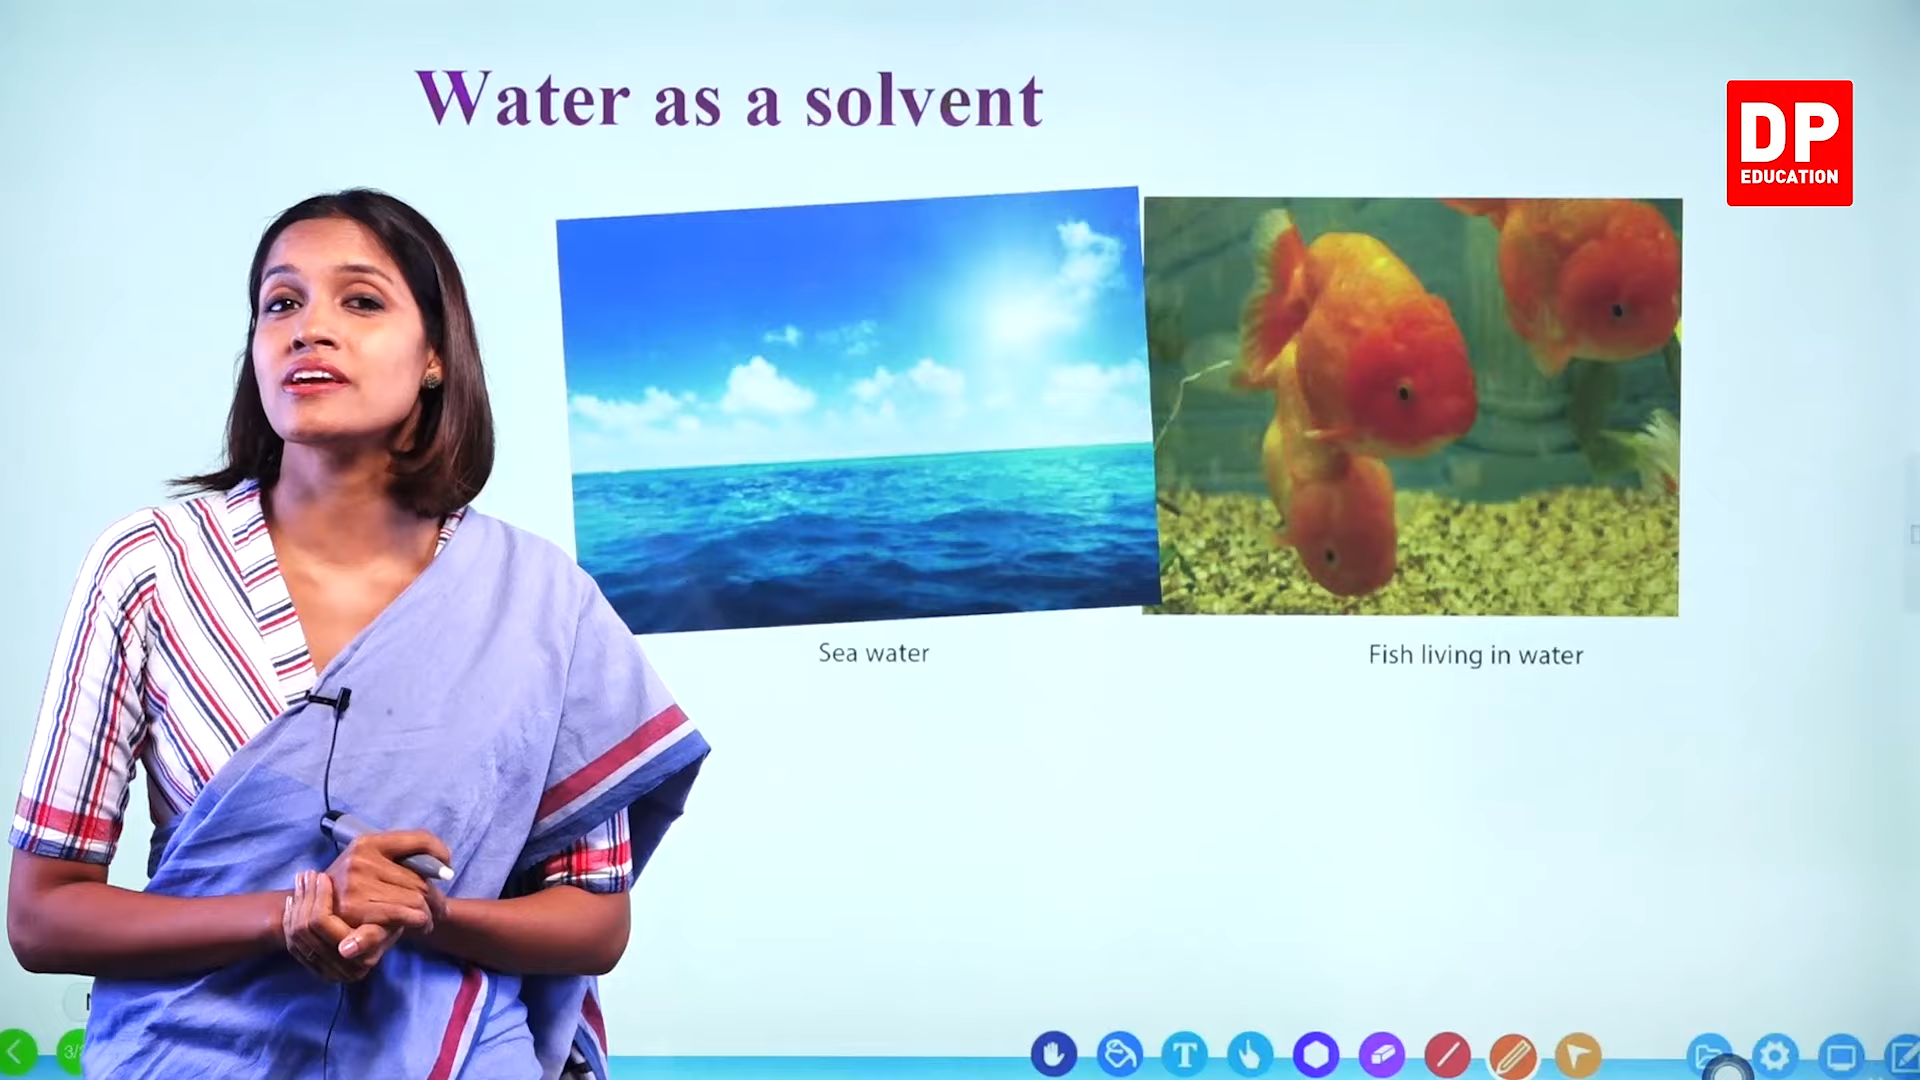 Water as a solvent
DP
EDUCATION
Sea water
Fish living in water
T